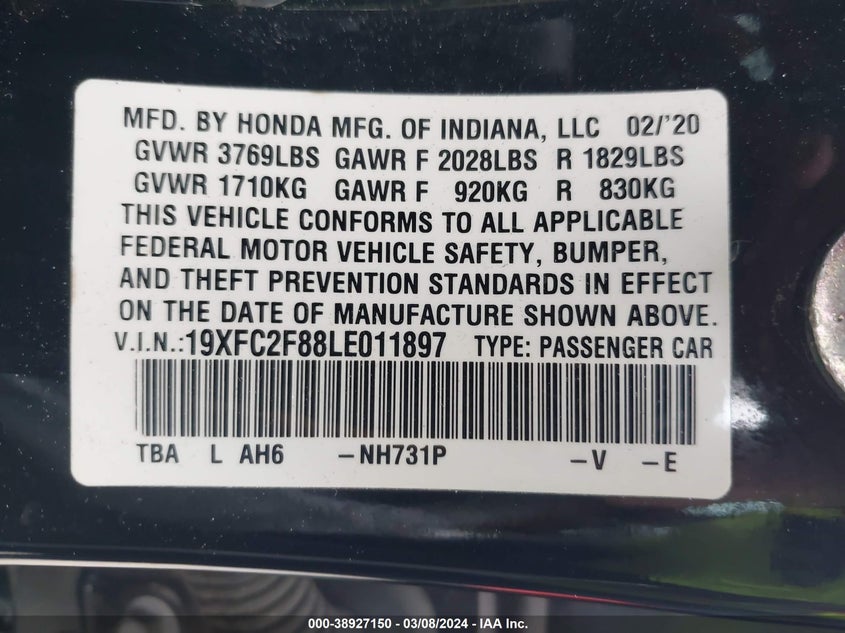 MFD. BY HONDA MFG. OF INDIANA, LLC 02/'20
GVWR 3769LBS GAWR F 2028LBS R 1829LBS
GVWR 1710KG GAWR F 920KG R 830KG
THIS VEHICLE CONFORMS TO ALL APPLICABLE
FEDERAL MOTOR VEHICLE SAFETY, BUMPER,
AND THEFT PREVENTION STANDARDS IN EFFECT
ON THE DATE OF MANUFACTURE SHOWN ABOVE.
V.I.N.:19XFC2F88LE011897 TYPE: PASSENGER CAR
TBA L AH6 -NH731P -V -E
000-38927150 - 03/08/2024 - IAA Inc.